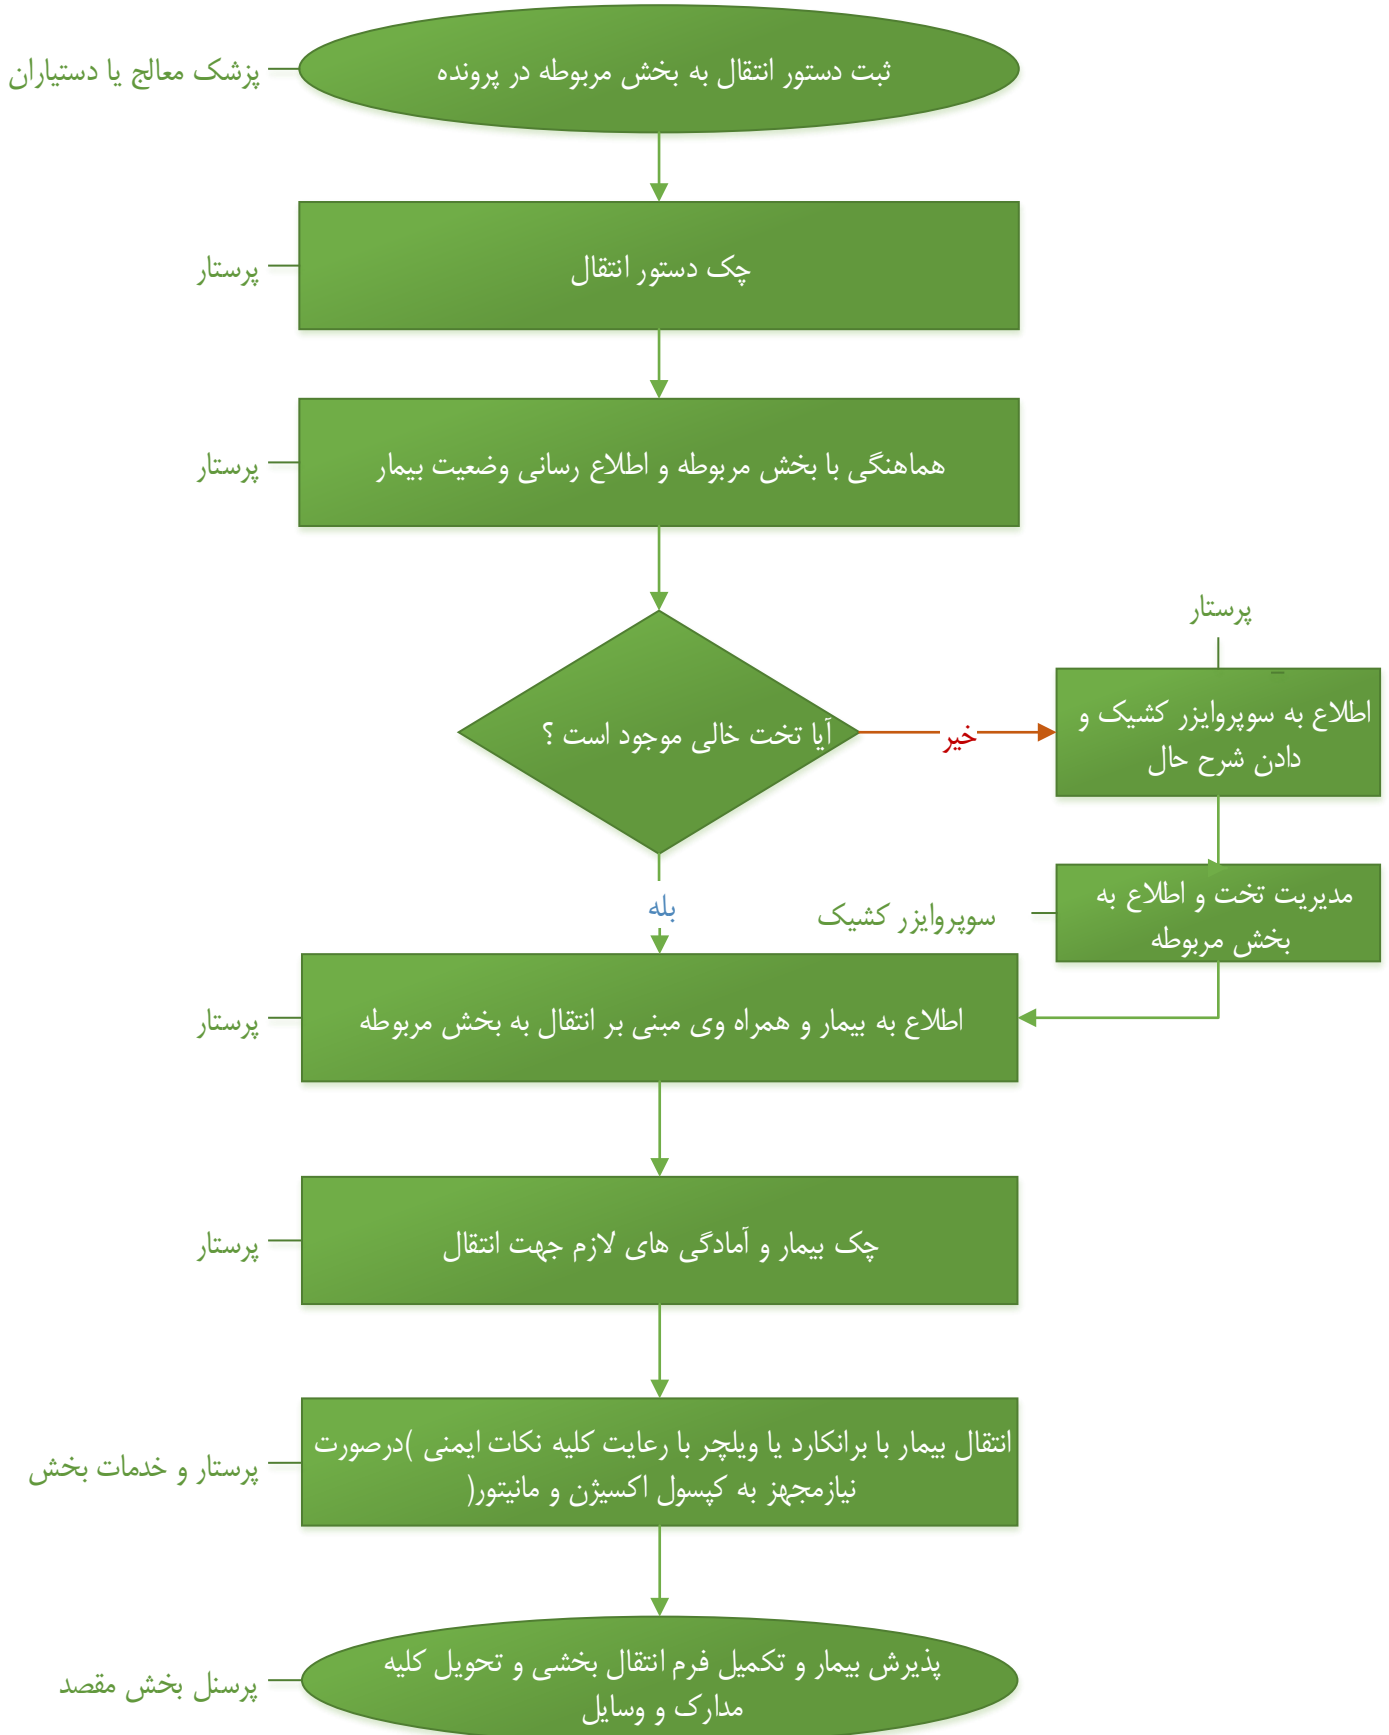 ثبت دستور انتقال به بخش مربوطه در پرونده
پزشک معالج یا دستیاران
چک دستور انتقال
پرستار
هماهنگی با بخش مربوطه و اطلاع رسانی وضعیت بیمار
پرستار
آیا تخت خالی موجود است ؟
خیر
پرستار
اطلاع به سوپروایزر کشیک و
دادن شرح حال
مدیریت تخت و اطلاع به
بخش مربوطه
سوپروایزر کشیک
بله
اطلاع به بیمار و همراه وی مبنی بر انتقال به بخش مربوطه
پرستار
چک بیمار و آمادگی های لازم جهت انتقال
پرستار
انتقال بیمار با برانکارد یا ویلچر با رعایت کلیه نکات ایمنی )درصورت
نیازمجهز به کپسول اکسیژن و مانیتور(
پرستار و خدمات بخش
پذیرش بیمار و تکمیل فرم انتقال بخشی و تحویل کلیه
مدارک و وسایل
پرسنل بخش مقصد